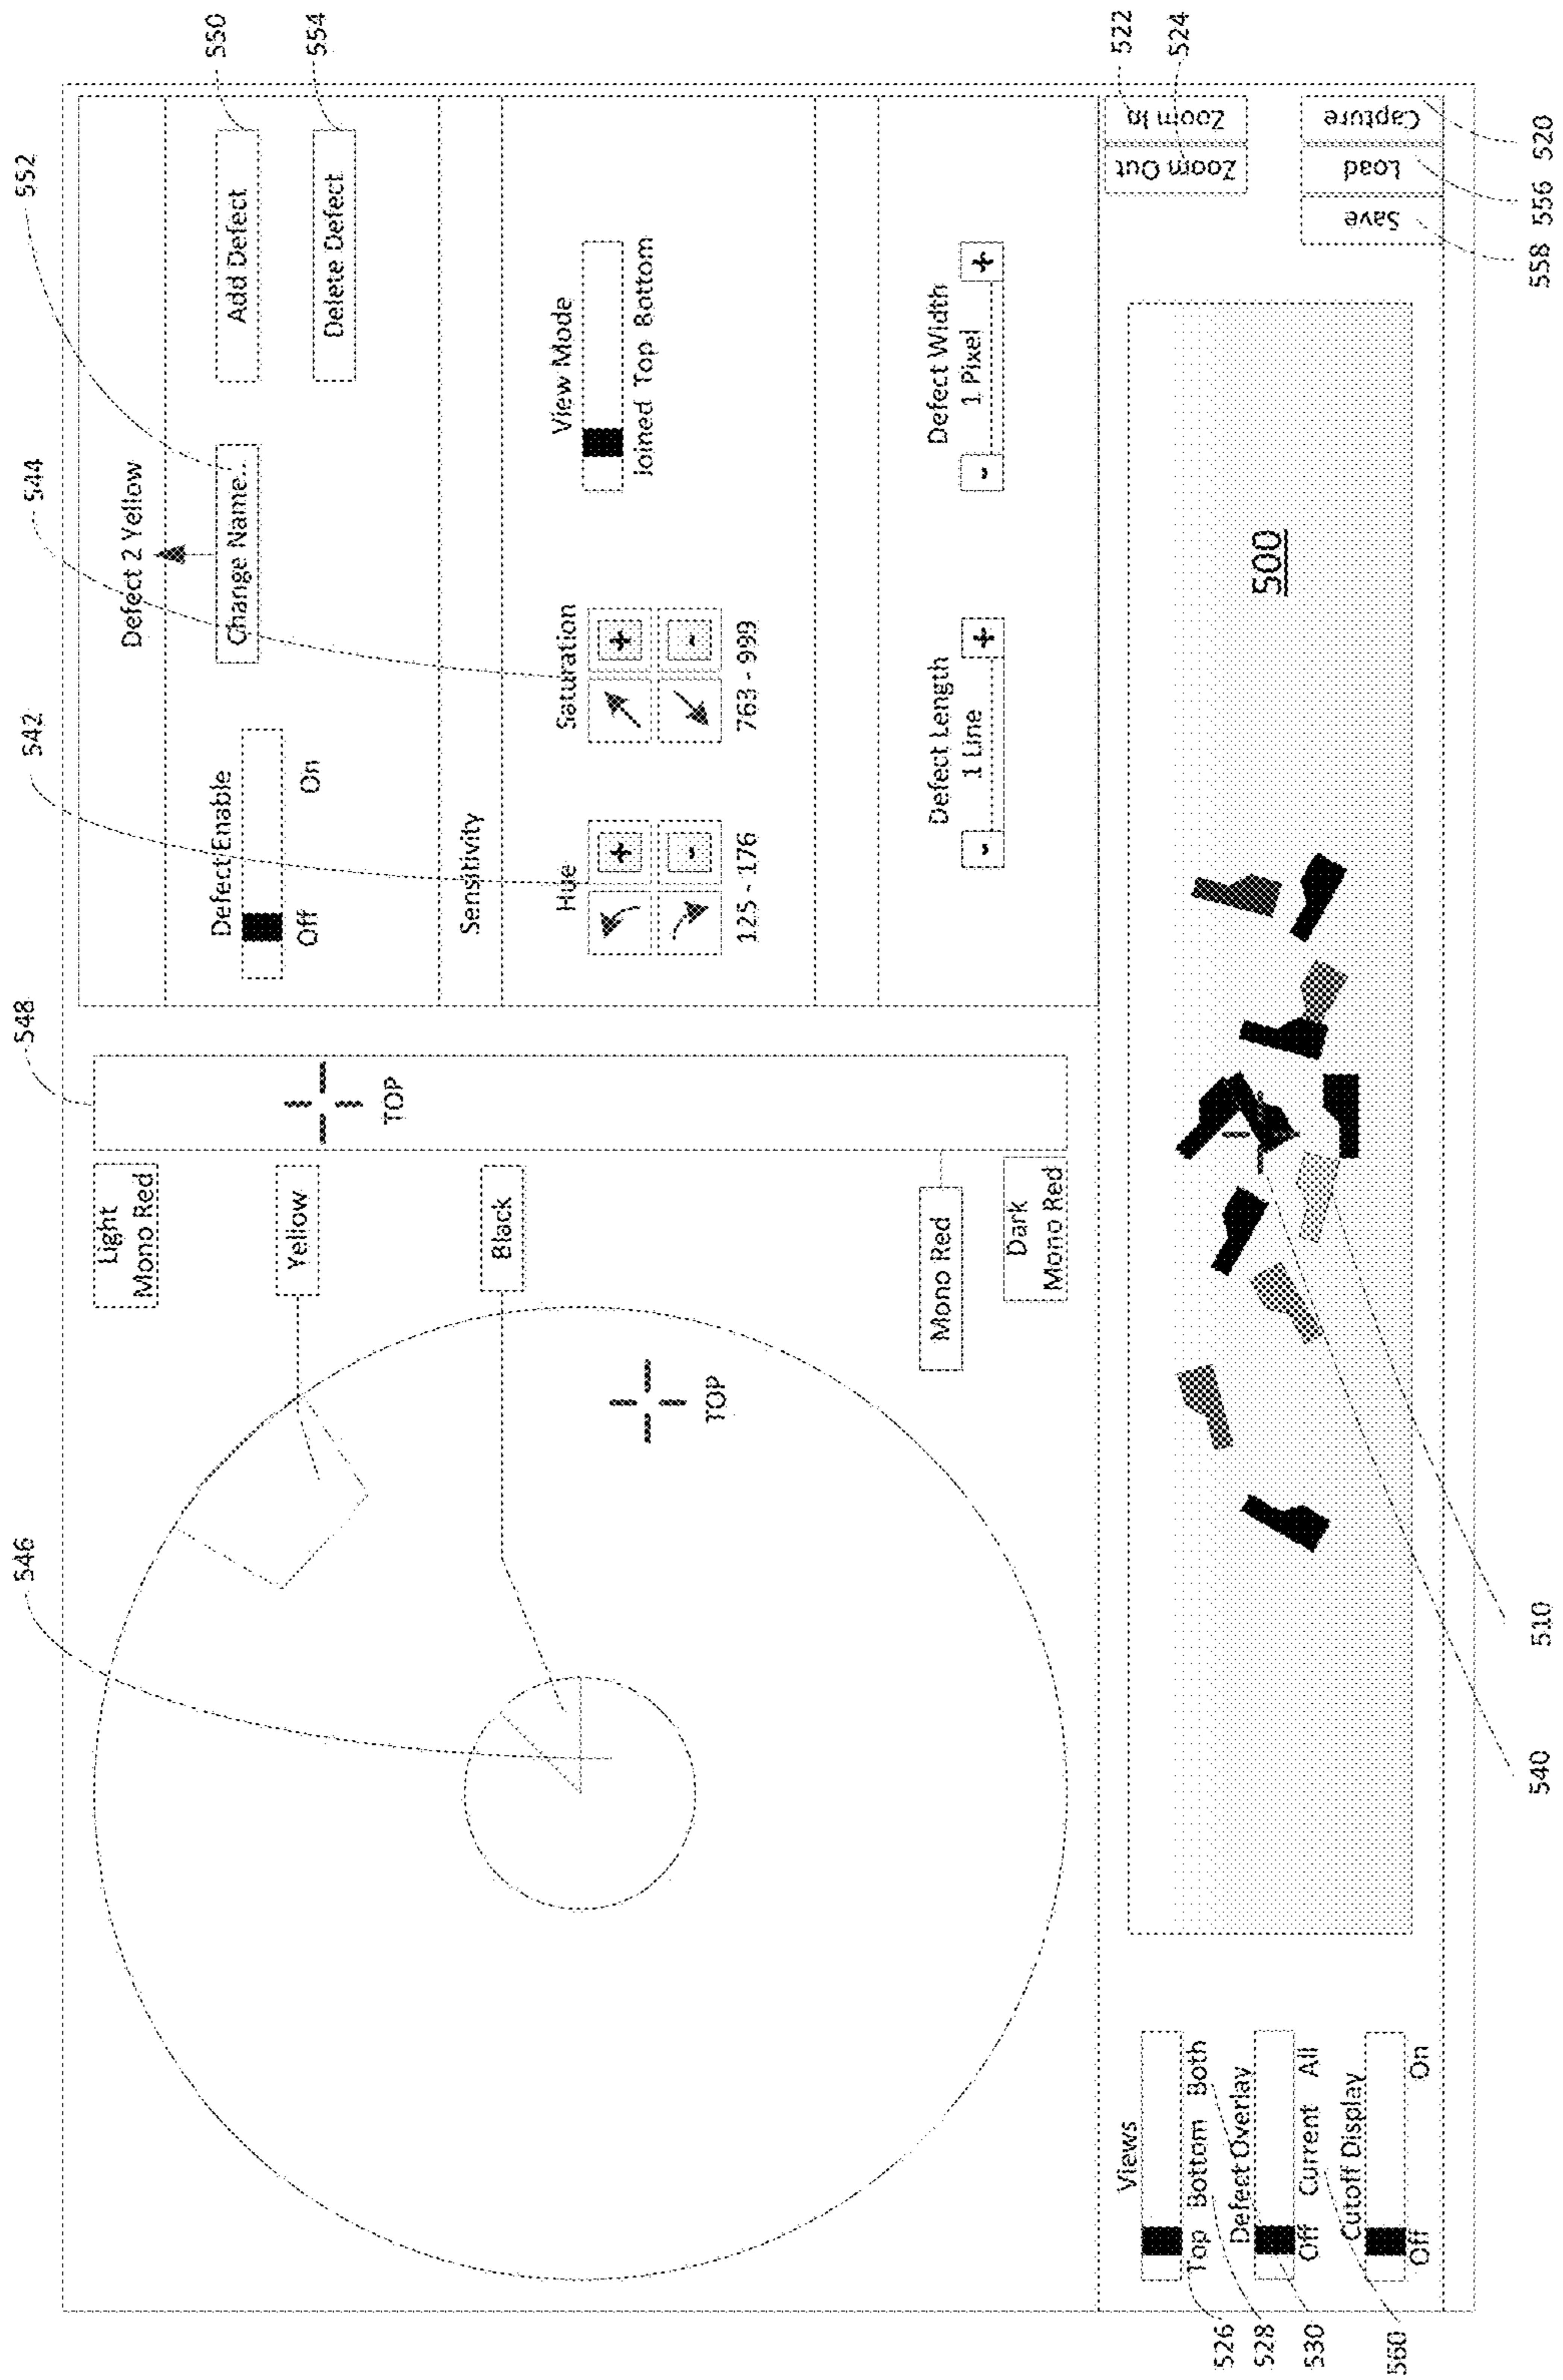 546
548
542
544
552
550
554
Light
Mono Red
Yellow
Black
Mono Red
Dark
Mono Red
TOP
TOP
Defect 2 Yellow
Defect Enable
Off On
Change Name...
Add Defect
Delete Defect
Sensitivity
Hue
+
-
125 - 176
Saturation
+
-
763 - 999
View Mode
Joined Top Bottom
Defect Length
- 1 Line +
Defect Width
- 1 Pixel +
Views
Top Bottom Both
Defect Overlay
Off Current All
Cutoff Display
Off On
500
Zoom Out
Zoom In
Save
Load
Capture
522
524
526
528
530
560
540
510
558
556
520